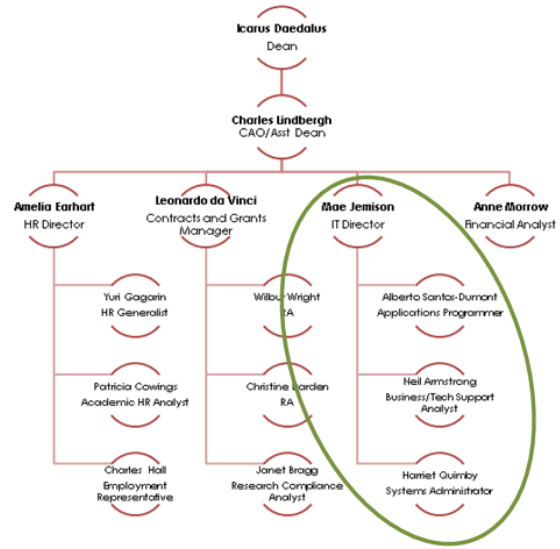 Icarus Daedalus
Dean
Charles Lindbergh
CAO/Asst Dean
Amelia Earhart
HR Director
Leonardo da Vinci
Contracts and Grants
Manager
Mae Jemison
IT Director
Anne Morrow
Financial Analyst
Yuri Gagarin
HR Generalist
Wilbur Wright
RA
Alberto Santos-Dumont
Applications Programmer
Patricia Cowings
Academic HR Analyst
Christine Darden
RA
Neil Armstrong
Business/Tech Support
Analyst
Charles Hall
Employment
Representative
Janet Bragg
Research Compliance
Analyst
Harriet Quimby
Systems Administrator